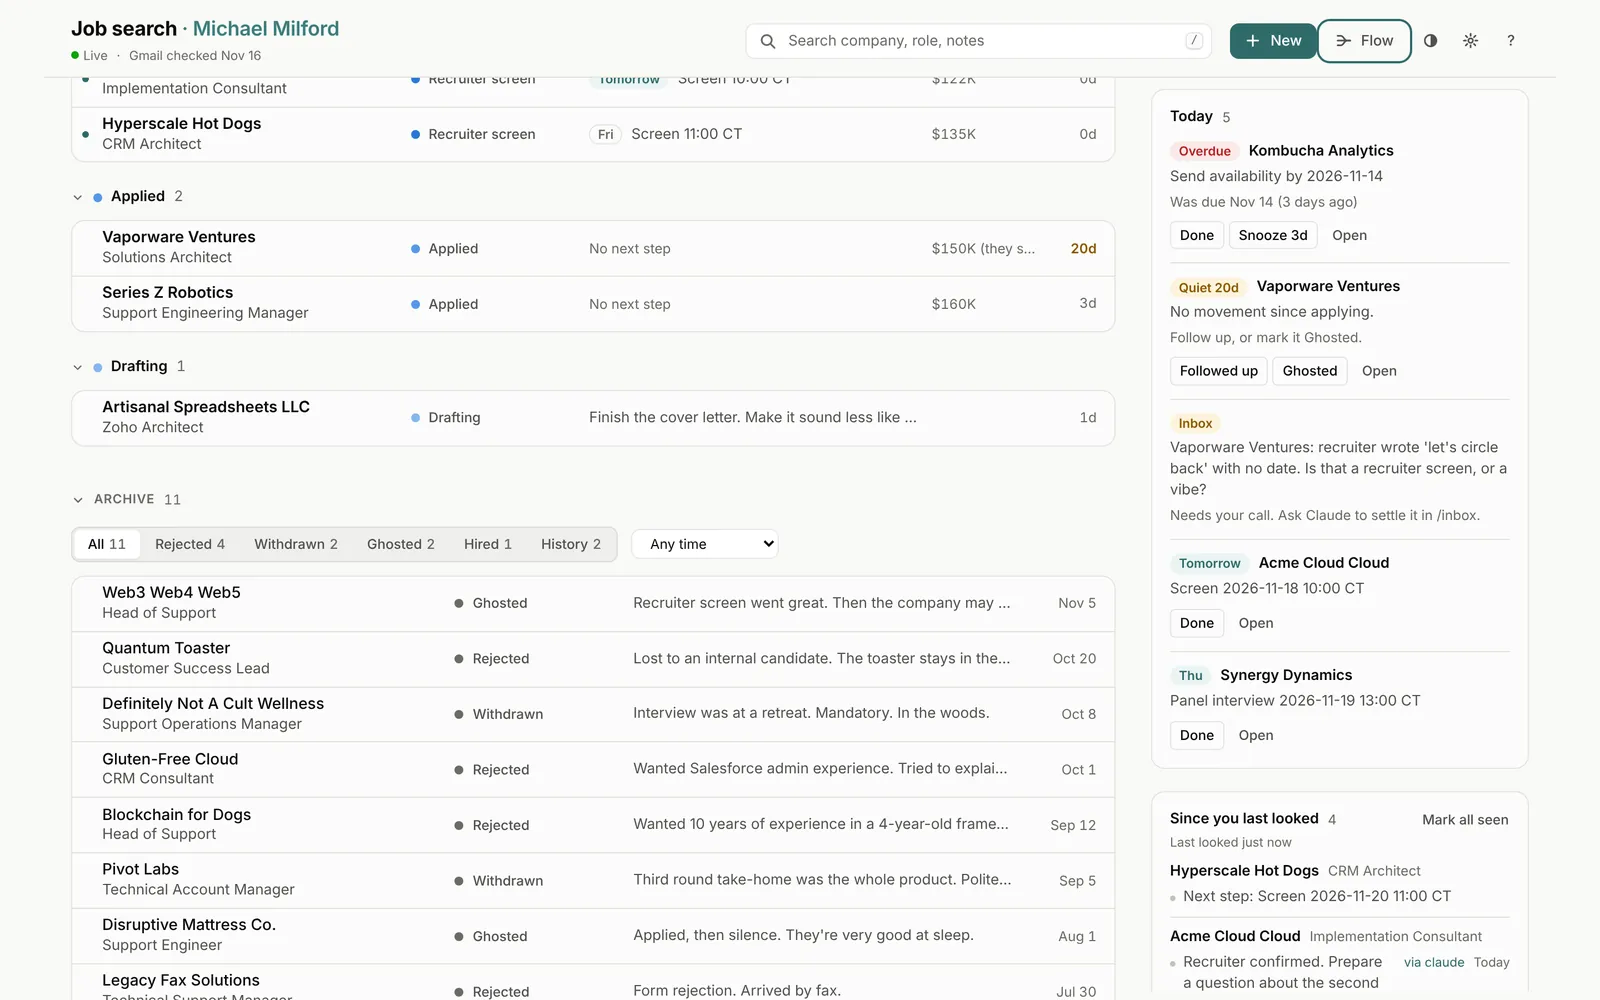 Job search · Michael Milford
Live · Gmail checked Nov 16
Search company, role, notes /
+ New
Flow
?
Implementation Consultant
Recruiter screen
Tomorrow Screen 10:00 CT
$122K
0d
Hyperscale Hot Dogs
CRM Architect
Recruiter screen
Fri Screen 11:00 CT
$135K
0d
Applied 2
Vaporware Ventures
Solutions Architect
Applied
No next step
$150K (they s...
20d
Series Z Robotics
Support Engineering Manager
Applied
No next step
$160K
3d
Drafting 1
Artisanal Spreadsheets LLC
Zoho Architect
Drafting
Finish the cover letter. Make it sound less like ...
1d
ARCHIVE 11
All 11 Rejected 4 Withdrawn 2 Ghosted 2 Hired 1 History 2
Any time
Web3 Web4 Web5
Head of Support
Ghosted
Recruiter screen went great. Then the company may ...
Nov 5
Quantum Toaster
Customer Success Lead
Rejected
Lost to an internal candidate. The toaster stays in the...
Oct 20
Definitely Not A Cult Wellness
Support Operations Manager
Withdrawn
Interview was at a retreat. Mandatory. In the woods.
Oct 8
Gluten-Free Cloud
CRM Consultant
Rejected
Wanted Salesforce admin experience. Tried to explai...
Oct 1
Blockchain for Dogs
Head of Support
Rejected
Wanted 10 years of experience in a 4-year-old frame...
Sep 12
Pivot Labs
Technical Account Manager
Withdrawn
Third round take-home was the whole product. Polite...
Sep 5
Disruptive Mattress Co.
Support Engineer
Ghosted
Applied, then silence. They're very good at sleep.
Aug 1
Legacy Fax Solutions
Technical Support Manager
Rejected
Form rejection. Arrived by fax.
Jul 30
Today 5
Overdue Kombucha Analytics
Send availability by 2026-11-14
Was due Nov 14 (3 days ago)
Done Snooze 3d Open
Quiet 20d Vaporware Ventures
No movement since applying.
Follow up, or mark it Ghosted.
Followed up Ghosted Open
Inbox
Vaporware Ventures: recruiter wrote 'let's circle
back' with no date. Is that a recruiter screen, or a
vibe?
Needs your call. Ask Claude to settle it in /inbox.
Tomorrow Acme Cloud Cloud
Screen 2026-11-18 10:00 CT
Done Open
Thu Synergy Dynamics
Panel interview 2026-11-19 13:00 CT
Done Open
Since you last looked 4 Mark all seen
Last looked just now
Hyperscale Hot Dogs CRM Architect
Next step: Screen 2026-11-20 11:00 CT
Acme Cloud Cloud Implementation Consultant
Recruiter confirmed. Prepare via claude Today
a question about the second